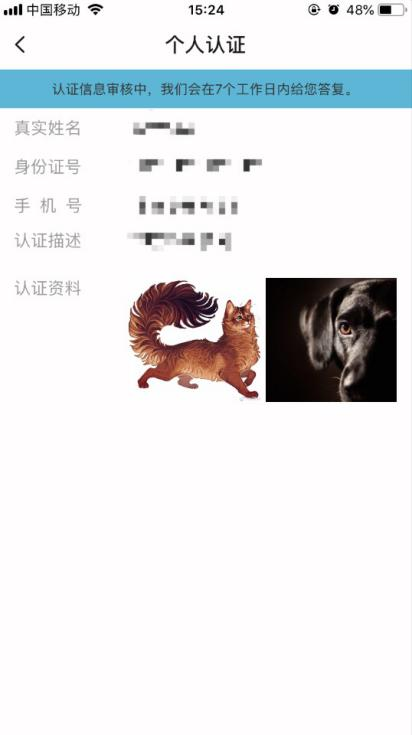 中国移动 15:24 48%
个人认证
认证信息审核中，我们会在7个工作日内给您答复。
真实姓名
身份证号
手 机 号
认证描述
认证资料